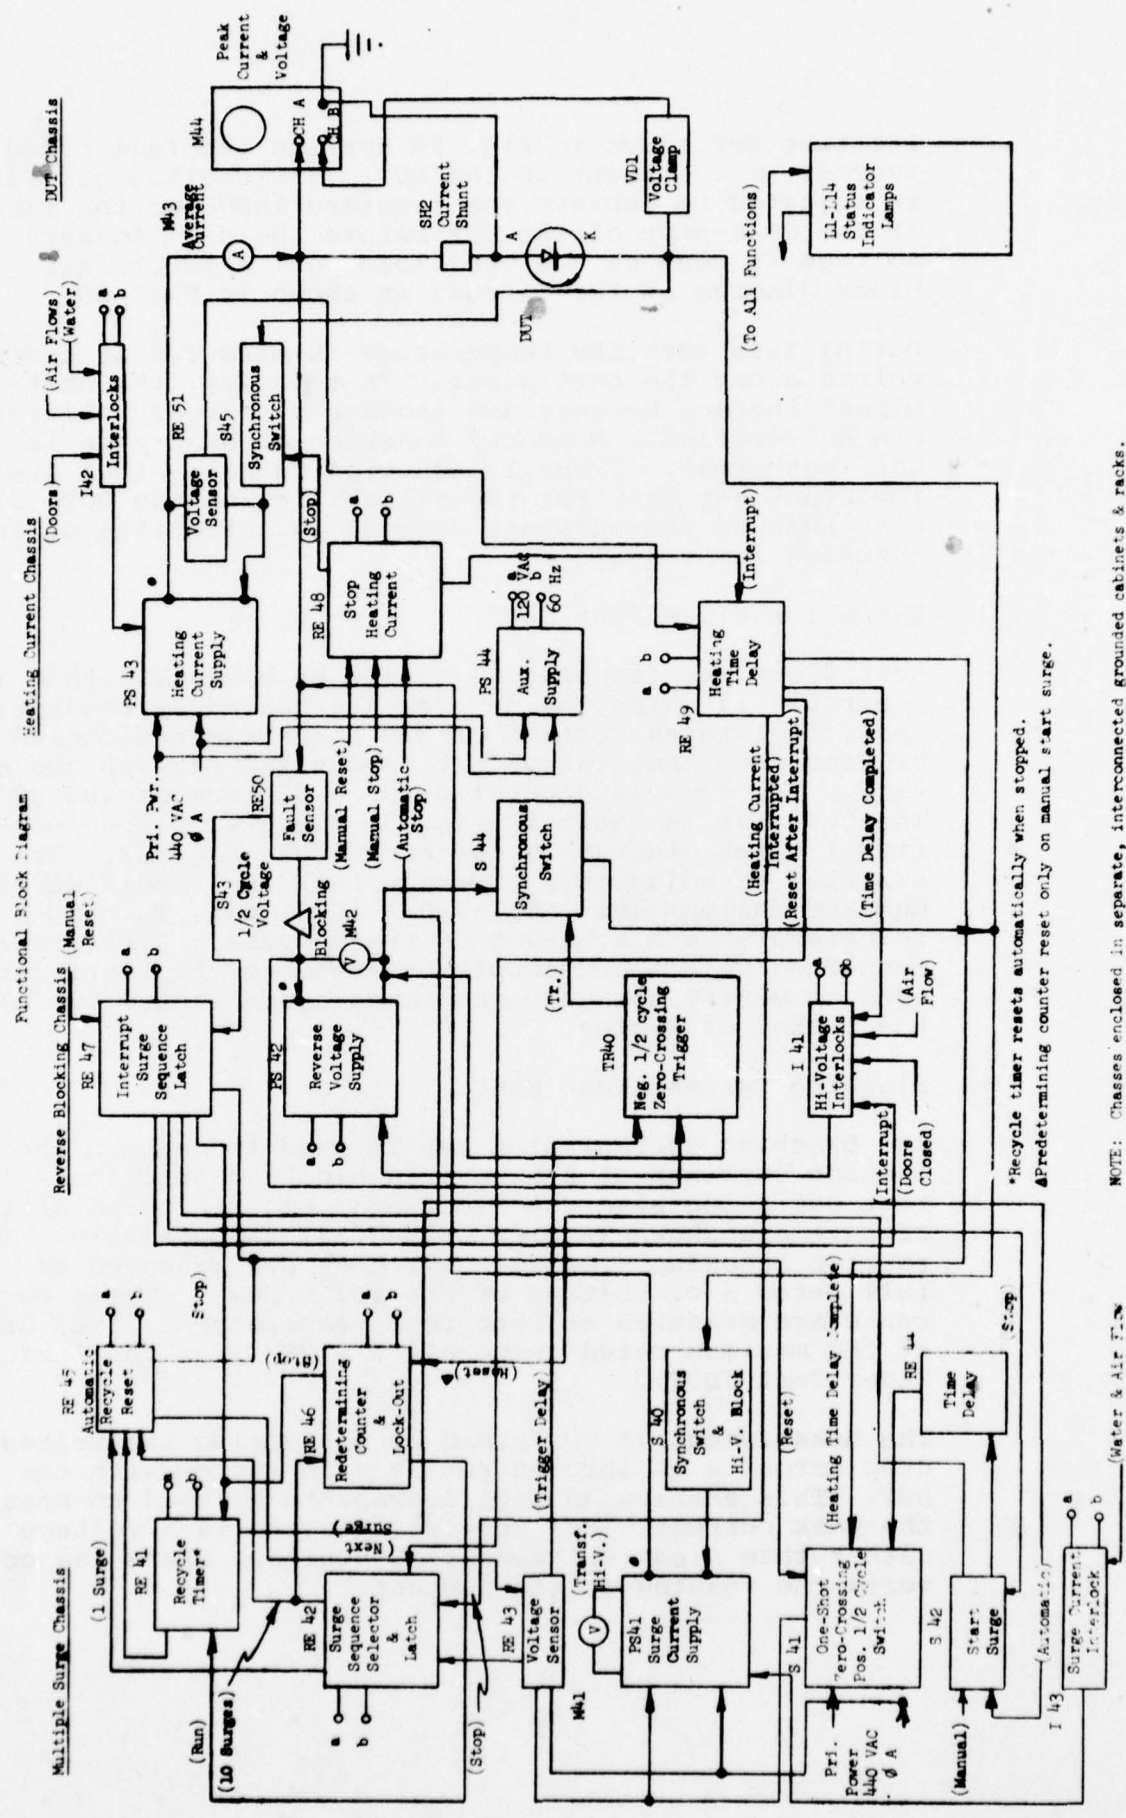 Functional Block Diagram
Multiple Surge Chassis
Reverse Blocking Chassis
Heating Current Chassis
DUT Chassis
(Run)
(10 Surges)
(1 Surge)
RE 41
Recycle
Timer*
a
b
RE 45
Automatic
Recycle
Reset
a
b
(Stop)
(Manual
Reset)
RE 47
Interrupt
Surge
Sequence
Latch
a
b
S43
1/2 Cycle
Voltage
Pri. Pwr
440 VAC
Ø A
PS 43
Heating
Current
Supply
(Doors)
(Air Flows)
(Water)
I42
Interlocks
a
b
RE 51
Voltage
Sensor
S45
Synchronous
Switch
M43
Average
Current
A
M44
CH A
CH B
Peak
Current
&
Voltage
RE 42
Surge
Sequence
Selector
&
Latch
a
b
(Next
Surge)
(Stop)
RE 46
Redetermining
Counter
&
Lock-Out
a
b
(Stop)
(Reset)
PS 42
Reverse
Voltage
Supply
a
b
Blocking
M42
V
RE50
Fault
Sensor
(Manual Reset)
(Manual Stop)
(Automatic
Stop)
RE 48
Stop
Heating
Current
a
b
(Stop)
SH2
Current
Shunt
A
K
DUT
VD1
Voltage
Clamp
RE 43
Voltage
Sensor
(Trigger Delay)
M41
V
(Transf.
Hi-V.)
PS41
Surge
Current
Supply
S 40
Synchronous
Switch
&
Hi-V. Block
TR40
Neg. 1/2 cycle
Zero-Crossing
Trigger
(Tr.)
S 44
Synchronous
Switch
PS 44
Aux.
Supply
a
120 VAC
b
60 Hz
RE 49
Heating
Time
Delay
a
b
(Interrupt)
(To All Functions)
L1-L14
Status
Indicator
Lamps
(Heating Current
Interrupted)
(Reset After Interrupt)
(Time Delay Completed)
(Reset)
S 41
One-Shot
Zero-Crossing
Pos. 1/2 Cycle
Switch
Pri.
Power
440 VAC
Ø A
(Heating Time Delay Complete)
I 41
Hi-Voltage
Interlocks
a
b
(Air
Flow)
(Interrupt)
(Doors
Closed)
RE 44
Time
Delay
(Stop)
S 42
Start
Surge
(Manual)
(Automatic)
I 43
Surge Current
Interlock
a
b
(Water & Air Flow
*Recycle timer resets automatically when stopped.
ΔPredetermining counter reset only on manual start surge.
NOTE: Chasses enclosed in separate, interconnected grounded cabinets & racks.